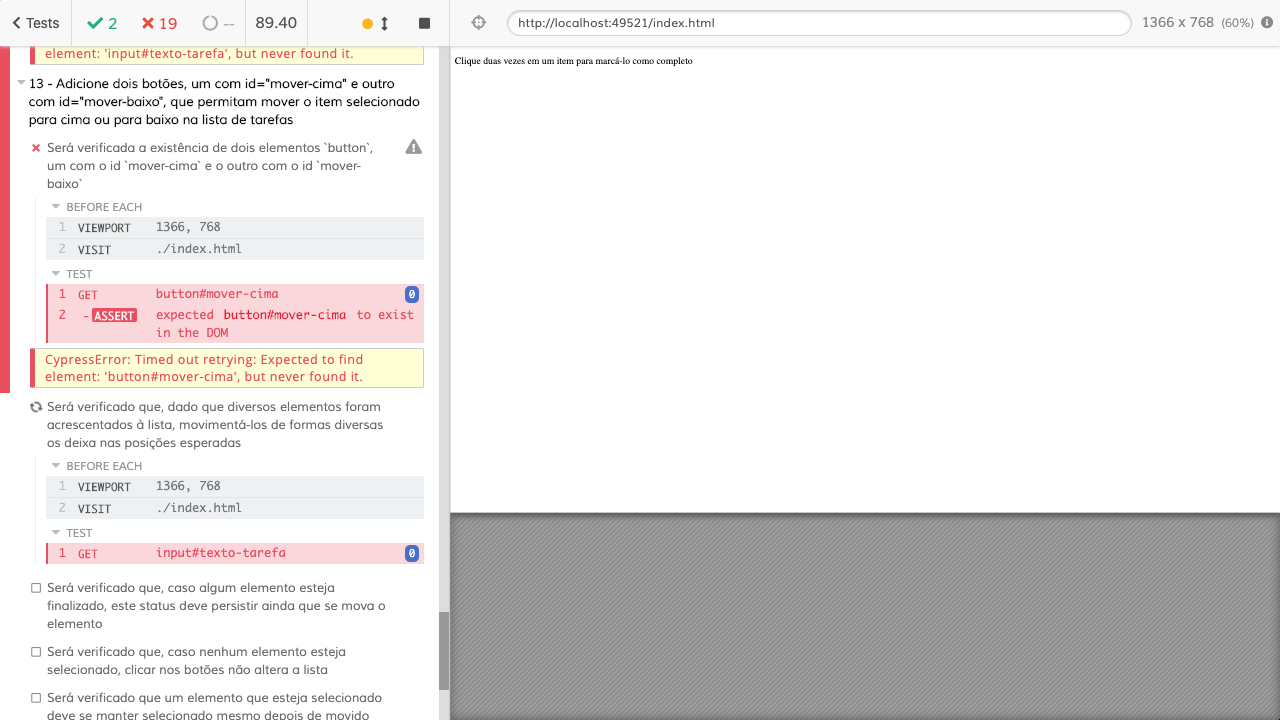 Tests
2
19
--
89.40
http://localhost:49521/index.html
1366 x 768 (60%)
element: 'input#texto-tarefa', but never found it.
13 - Adicione dois botões, um com id="mover-cima" e outro
com id="mover-baixo", que permitam mover o item selecionado
para cima ou para baixo na lista de tarefas
Será verificada a existência de dois elementos `button`,
um com o id `mover-cima` e o outro com o id `mover-
baixo`
BEFORE EACH
1 VIEWPORT 1366, 768
2 VISIT ./index.html
TEST
1 GET button#mover-cima 0
2 -ASSERT expected button#mover-cima to exist
in the DOM
CypressError: Timed out retrying: Expected to find
element: 'button#mover-cima', but never found it.
Será verificado que, dado que diversos elementos foram
acrescentados à lista, movimentá-los de formas diversas
os deixa nas posições esperadas
BEFORE EACH
1 VIEWPORT 1366, 768
2 VISIT ./index.html
TEST
1 GET input#texto-tarefa 0
Será verificado que, caso algum elemento esteja
finalizado, este status deve persistir ainda que se mova o
elemento
Será verificado que, caso nenhum elemento esteja
selecionado, clicar nos botões não altera a lista
Será verificado que um elemento que esteja selecionado
deve se manter selecionado mesmo depois de movido
Clique duas vezes em um item para marcá-lo como completo